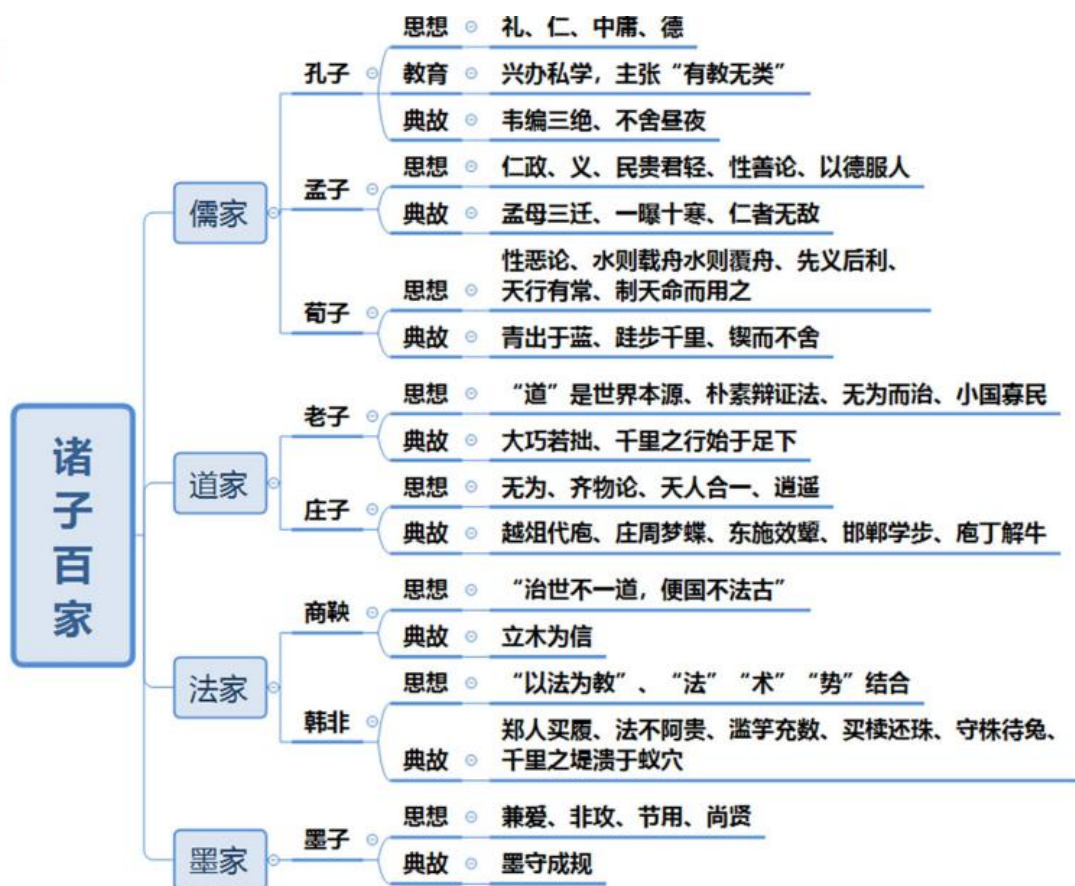 诸子百家
儒家
孔子
思想
礼、仁、中庸、德
教育
兴办私学，主张“有教无类”
典故
韦编三绝、不舍昼夜
孟子
思想
仁政、义、民贵君轻、性善论、以德服人
典故
孟母三迁、一曝十寒、仁者无敌
荀子
思想
性恶论、水则载舟水则覆舟、先义后利、
天行有常、制天命而用之
典故
青出于蓝、跬步千里、锲而不舍
道家
老子
思想
“道”是世界本源、朴素辩证法、无为而治、小国寡民
典故
大巧若拙、千里之行始于足下
庄子
思想
无为、齐物论、天人合一、逍遥
典故
越俎代庖、庄周梦蝶、东施效颦、邯郸学步、庖丁解牛
法家
商鞅
思想
“治世不一道，便国不法古”
典故
立木为信
韩非
思想
“以法为教”、“法”“术”“势”结合
典故
郑人买履、法不阿贵、滥竽充数、买椟还珠、守株待兔、
千里之堤溃于蚁穴
墨家
墨子
思想
兼爱、非攻、节用、尚贤
典故
墨守成规